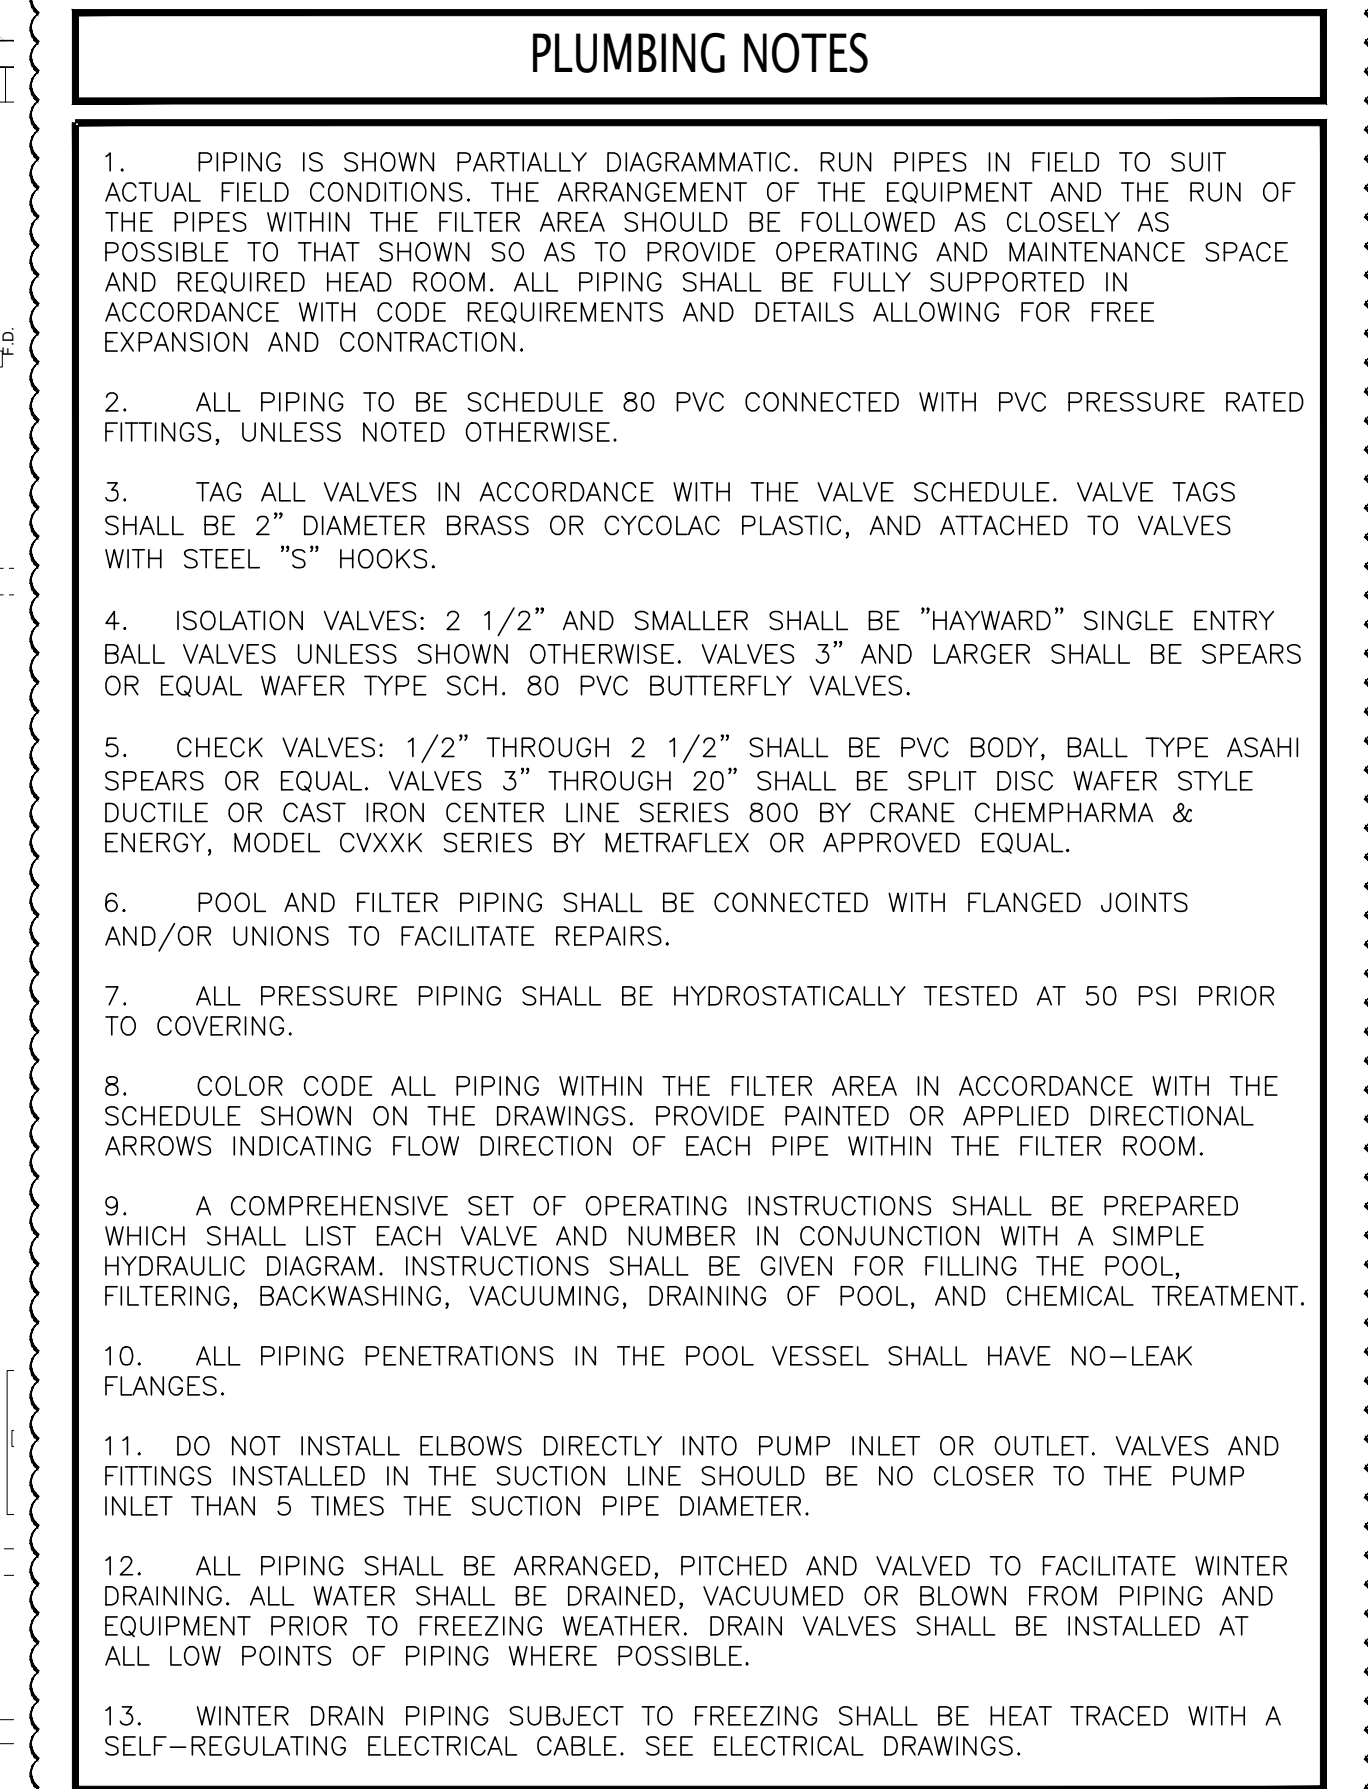 PLUMBING NOTES
1. PIPING IS SHOWN PARTIALLY DIAGRAMMATIC. RUN PIPES IN FIELD TO SUIT
ACTUAL FIELD CONDITIONS. THE ARRANGEMENT OF THE EQUIPMENT AND THE RUN OF
THE PIPES WITHIN THE FILTER AREA SHOULD BE FOLLOWED AS CLOSELY AS
POSSIBLE TO THAT SHOWN SO AS TO PROVIDE OPERATING AND MAINTENANCE SPACE
AND REQUIRED HEAD ROOM. ALL PIPING SHALL BE FULLY SUPPORTED IN
ACCORDANCE WITH CODE REQUIREMENTS AND DETAILS ALLOWING FOR FREE
EXPANSION AND CONTRACTION.
2. ALL PIPING TO BE SCHEDULE 80 PVC CONNECTED WITH PVC PRESSURE RATED
FITTINGS, UNLESS NOTED OTHERWISE.
3. TAG ALL VALVES IN ACCORDANCE WITH THE VALVE SCHEDULE. VALVE TAGS
SHALL BE 2" DIAMETER BRASS OR CYCOLAC PLASTIC, AND ATTACHED TO VALVES
WITH STEEL "S" HOOKS.
4. ISOLATION VALVES: 2 1/2" AND SMALLER SHALL BE "HAYWARD" SINGLE ENTRY
BALL VALVES UNLESS SHOWN OTHERWISE. VALVES 3" AND LARGER SHALL BE SPEARS
OR EQUAL WAFER TYPE SCH. 80 PVC BUTTERFLY VALVES.
5. CHECK VALVES: 1/2" THROUGH 2 1/2" SHALL BE PVC BODY, BALL TYPE ASAHI
SPEARS OR EQUAL. VALVES 3" THROUGH 20" SHALL BE SPLIT DISC WAFER STYLE
DUCTILE OR CAST IRON CENTER LINE SERIES 800 BY CRANE CHEMPHARMA &
ENERGY, MODEL CVXXK SERIES BY METRAFLEX OR APPROVED EQUAL.
6. POOL AND FILTER PIPING SHALL BE CONNECTED WITH FLANGED JOINTS
AND/OR UNIONS TO FACILITATE REPAIRS.
7. ALL PRESSURE PIPING SHALL BE HYDROSTATICALLY TESTED AT 50 PSI PRIOR
TO COVERING.
8. COLOR CODE ALL PIPING WITHIN THE FILTER AREA IN ACCORDANCE WITH THE
SCHEDULE SHOWN ON THE DRAWINGS. PROVIDE PAINTED OR APPLIED DIRECTIONAL
ARROWS INDICATING FLOW DIRECTION OF EACH PIPE WITHIN THE FILTER ROOM.
9. A COMPREHENSIVE SET OF OPERATING INSTRUCTIONS SHALL BE PREPARED
WHICH SHALL LIST EACH VALVE AND NUMBER IN CONJUNCTION WITH A SIMPLE
HYDRAULIC DIAGRAM. INSTRUCTIONS SHALL BE GIVEN FOR FILLING THE POOL,
FILTERING, BACKWASHING, VACUUMING, DRAINING OF POOL, AND CHEMICAL TREATMENT.
10. ALL PIPING PENETRATIONS IN THE POOL VESSEL SHALL HAVE NO-LEAK
FLANGES.
11. DO NOT INSTALL ELBOWS DIRECTLY INTO PUMP INLET OR OUTLET. VALVES AND
FITTINGS INSTALLED IN THE SUCTION LINE SHOULD BE NO CLOSER TO THE PUMP
INLET THAN 5 TIMES THE SUCTION PIPE DIAMETER.
12. ALL PIPING SHALL BE ARRANGED, PITCHED AND VALVED TO FACILITATE WINTER
DRAINING. ALL WATER SHALL BE DRAINED, VACUUMED OR BLOWN FROM PIPING AND
EQUIPMENT PRIOR TO FREEZING WEATHER. DRAIN VALVES SHALL BE INSTALLED AT
ALL LOW POINTS OF PIPING WHERE POSSIBLE.
13. WINTER DRAIN PIPING SUBJECT TO FREEZING SHALL BE HEAT TRACED WITH A
SELF-REGULATING ELECTRICAL CABLE. SEE ELECTRICAL DRAWINGS.
F.D.